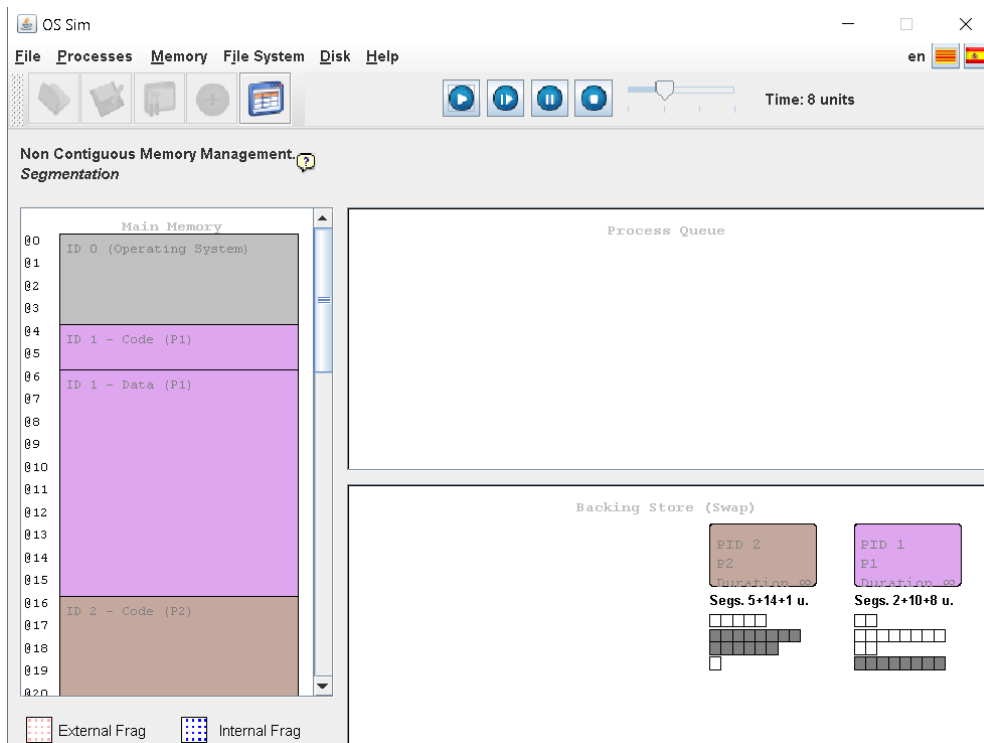 OS Sim
File Processes Memory File System Disk Help
en
Time: 8 units
Non Contiguous Memory Management.
Segmentation
Main Memory
@0
ID 0 (Operating System)
@1
@2
@3
@4
ID 1 - Code (P1)
@5
@6
ID 1 - Data (P1)
@7
@8
@9
@10
@11
@12
@13
@14
@15
@16
ID 2 - Code (P2)
@17
@18
@19
@20
External Frag
Internal Frag
Process Queue
Backing Store (Swap)
PID 2
P2
Duration ∞
Segs. 5+14+1 u.
PID 1
P1
Duration ∞
Segs. 2+10+8 u.